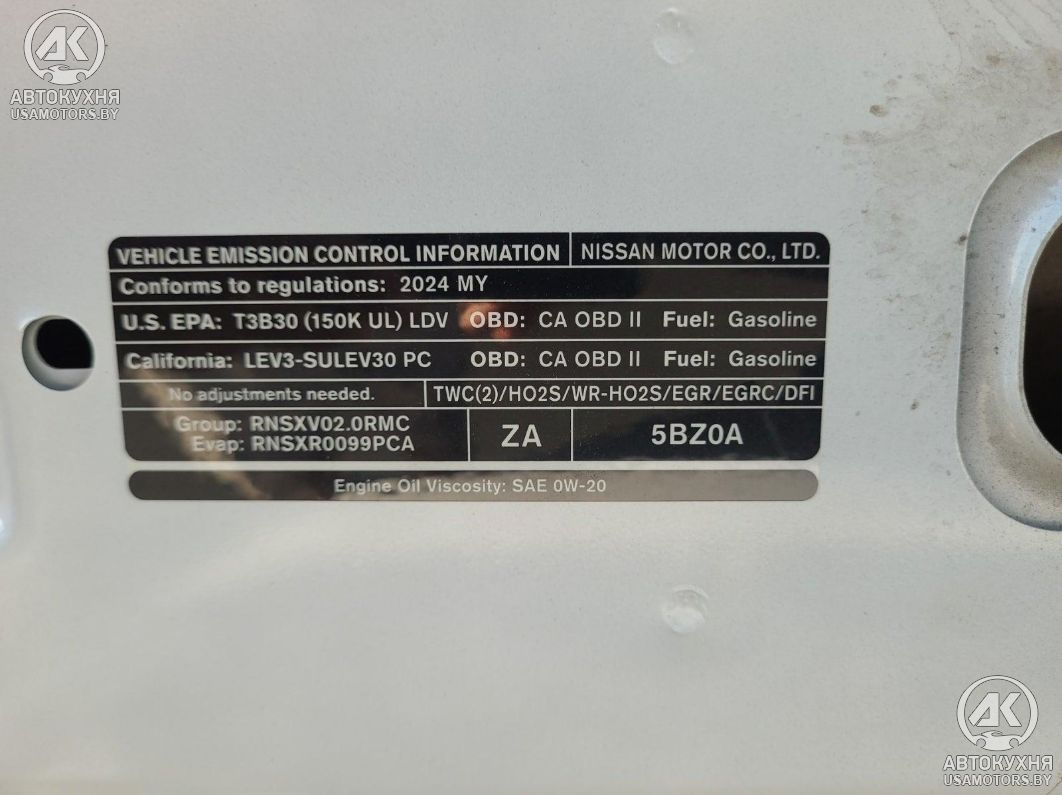 AK
АВТОКУХНЯ
USAMOTORS.BY
VEHICLE EMISSION CONTROL INFORMATION NISSAN MOTOR CO., LTD.
Conforms to regulations: 2024 MY
U.S. EPA: T3B30 (150K UL) LDV OBD: CA OBD II Fuel: Gasoline
California: LEV3-SULEV30 PC OBD: CA OBD II Fuel: Gasoline
No adjustments needed. TWC(2)/HO2S/WR-HO2S/EGR/EGRC/DFI
Group: RNSXV02.0RMC
Evap: RNSXR0099PCA
ZA 5BZ0A
Engine Oil Viscosity: SAE 0W-20
AK
АВТОКУХНЯ
USAMOTORS.BY